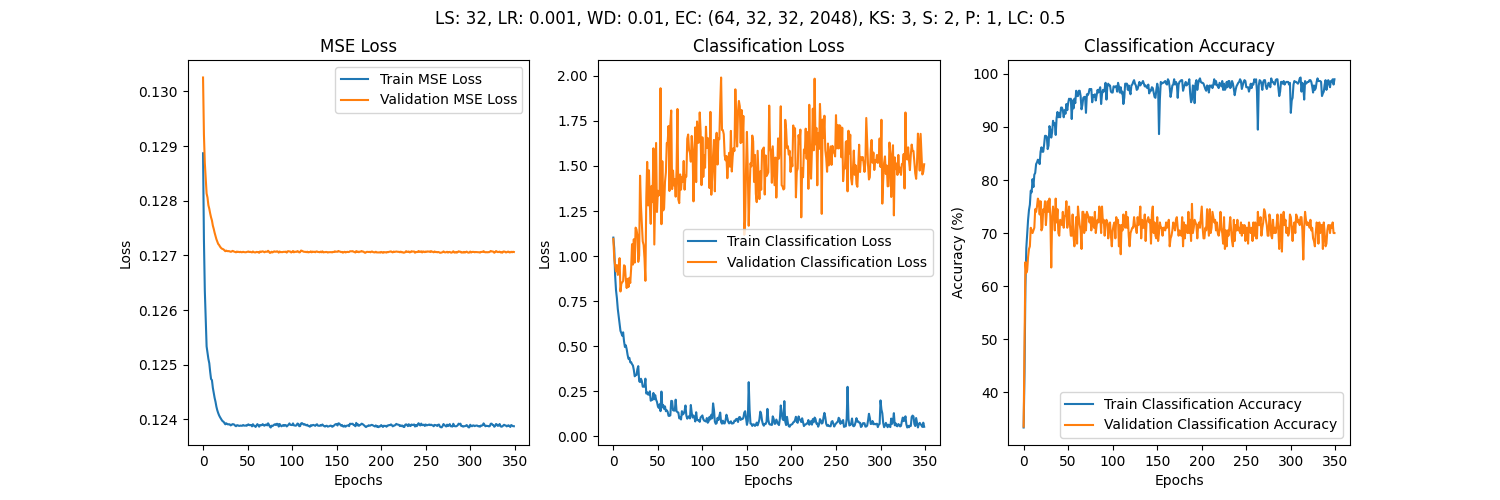 LS: 32, LR: 0.001, WD: 0.01, EC: (64, 32, 32, 2048), KS: 3, S: 2, P: 1, LC: 0.5
MSE Loss
Train MSE Loss
Validation MSE Loss
0.130
0.129
0.128
0.127
0.126
0.125
0.124
Loss
0 50 100 150 200 250 300 350
Epochs
Classification Loss
2.00
1.75
1.50
1.25
1.00
0.75
0.50
0.25
0.00
Loss
Train Classification Loss
Validation Classification Loss
0 50 100 150 200 250 300 350
Epochs
Classification Accuracy
100
90
80
70
60
50
40
Accuracy (%)
Train Classification Accuracy
Validation Classification Accuracy
0 50 100 150 200 250 300 350
Epochs